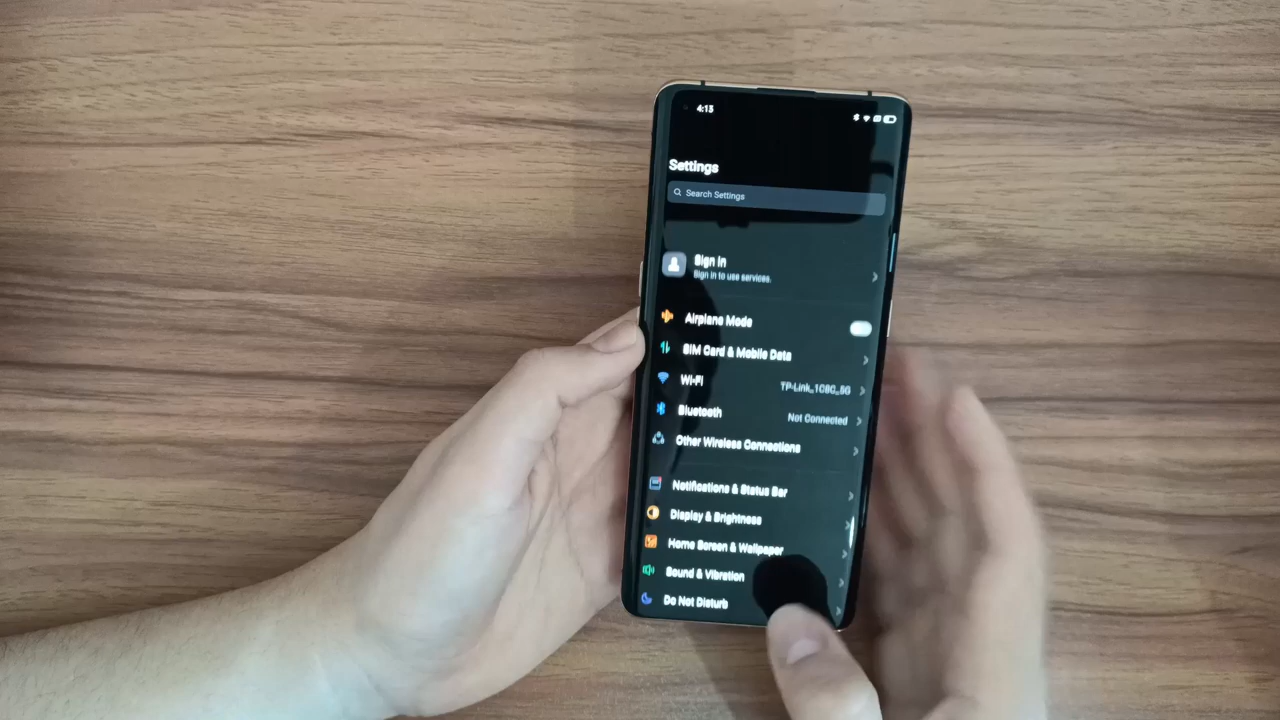 4:13
Settings
Search Settings
Sign In
Sign in to use services.
Airplane Mode
SIM Card & Mobile Data
Wi-Fi
Bluetooth
Not Connected
Other Wireless Connections
Notifications & Status Bar
Display & Brightness
Home Screen & Wallpaper
Sound & Vibration
Do Not Disturb